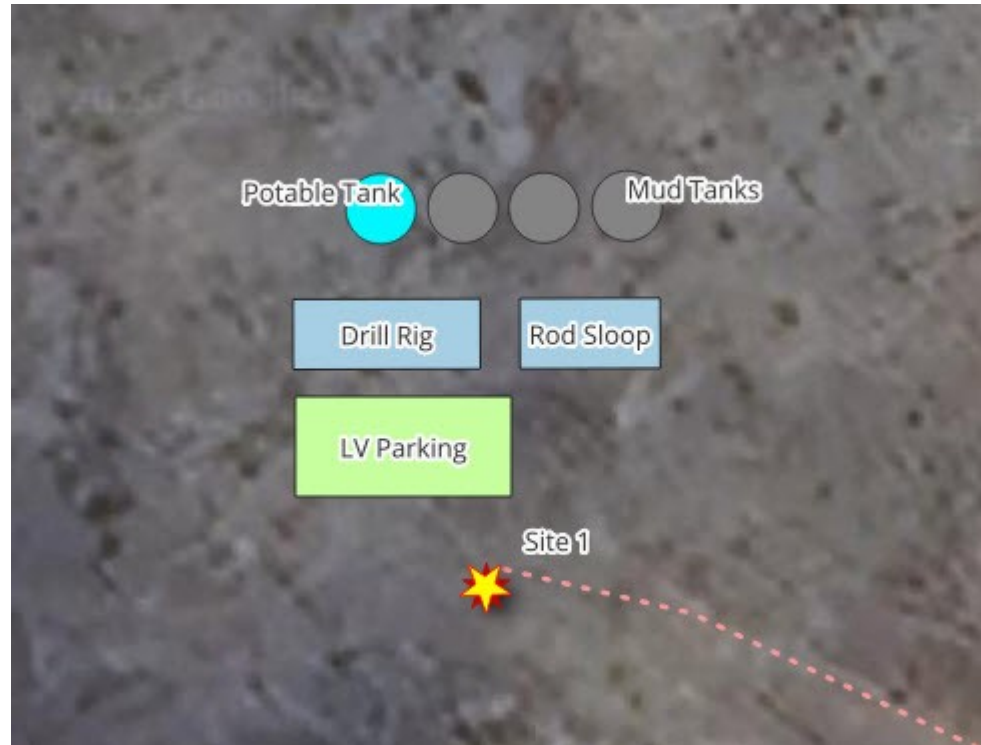 Potable Tank
Mud Tanks
Drill Rig
Rod Sloop
LV Parking
Site 1